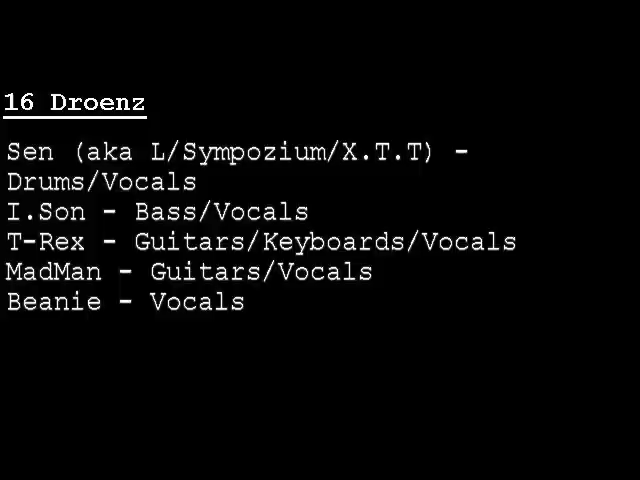 16 Droenz
Sen (aka L/Sympozium/X.T.T) -
Drums/Vocals
I.Son - Bass/Vocals
T-Rex - Guitars/Keyboards/Vocals
MadMan - Guitars/Vocals
Beanie - Vocals